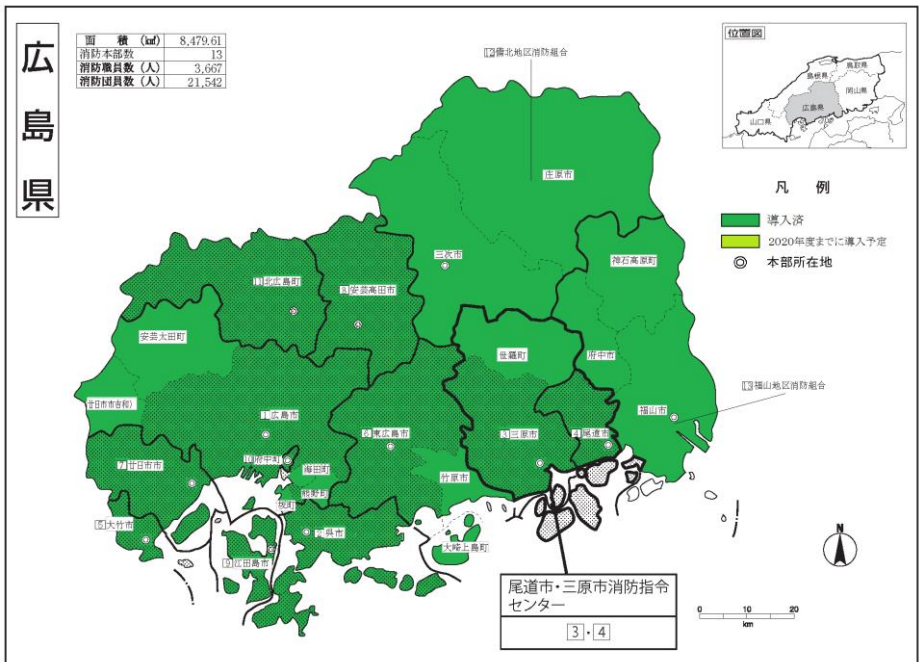 広島県
面 積 (㎢) 8,479.61
消防本部数 13
消防職員数 (人) 3,667
消防団員数 (人) 21,542
位置図
鳥取県
島根県
岡山県
広島県
山口県
凡 例
導入済
2020年度までに導入予定
本部所在地
12備北地区消防組合
庄原市
三次市
神石高原町
11北広島町
8安芸高田市
安芸太田町
世羅町
府中市
13福山地区消防組合
福山市
(廿日市市吉和)
1広島市
6東広島市
3三原市
4尾道市
7廿日市市
10府中町
海田町
熊野町
坂町
竹原市
5大竹市
2呉市
大崎上島町
9江田島市
尾道市・三原市消防指令
センター
3・4
N
0 10 20
km